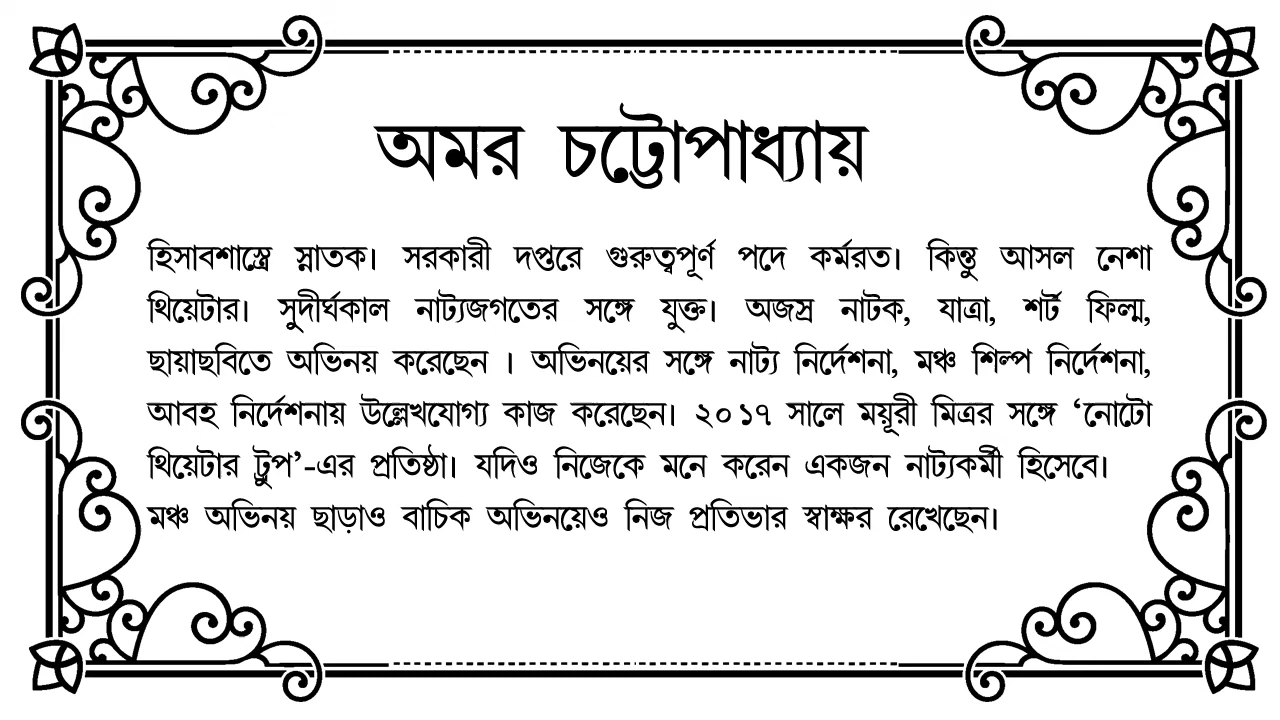 অমর চট্টোপাধ্যায়
হিসাবশাস্ত্রে স্নাতক। সরকারী দপ্তরে গুরুত্বপূর্ণ পদে কর্মরত। কিন্তু আসল নেশা
থিয়েটার। সুদীর্ঘকাল নাট্যজগতের সঙ্গে যুক্ত। অজস্র নাটক, যাত্রা, শর্ট ফিল্ম,
ছায়াছবিতে অভিনয় করেছেন । অভিনয়ের সঙ্গে নাট্য নির্দেশনা, মঞ্চ শিল্প নির্দেশনা,
আবহ নির্দেশনায় উল্লেখযোগ্য কাজ করেছেন। ২০১৭ সালে ময়ূরী মিত্রর সঙ্গে ‘নোটো
থিয়েটার ট্রুপ’-এর প্রতিষ্ঠা। যদিও নিজেকে মনে করেন একজন নাট্যকর্মী হিসেবে।
মঞ্চ অভিনয় ছাড়াও বাচিক অভিনয়েও নিজ প্রতিভার স্বাক্ষর রেখেছেন।